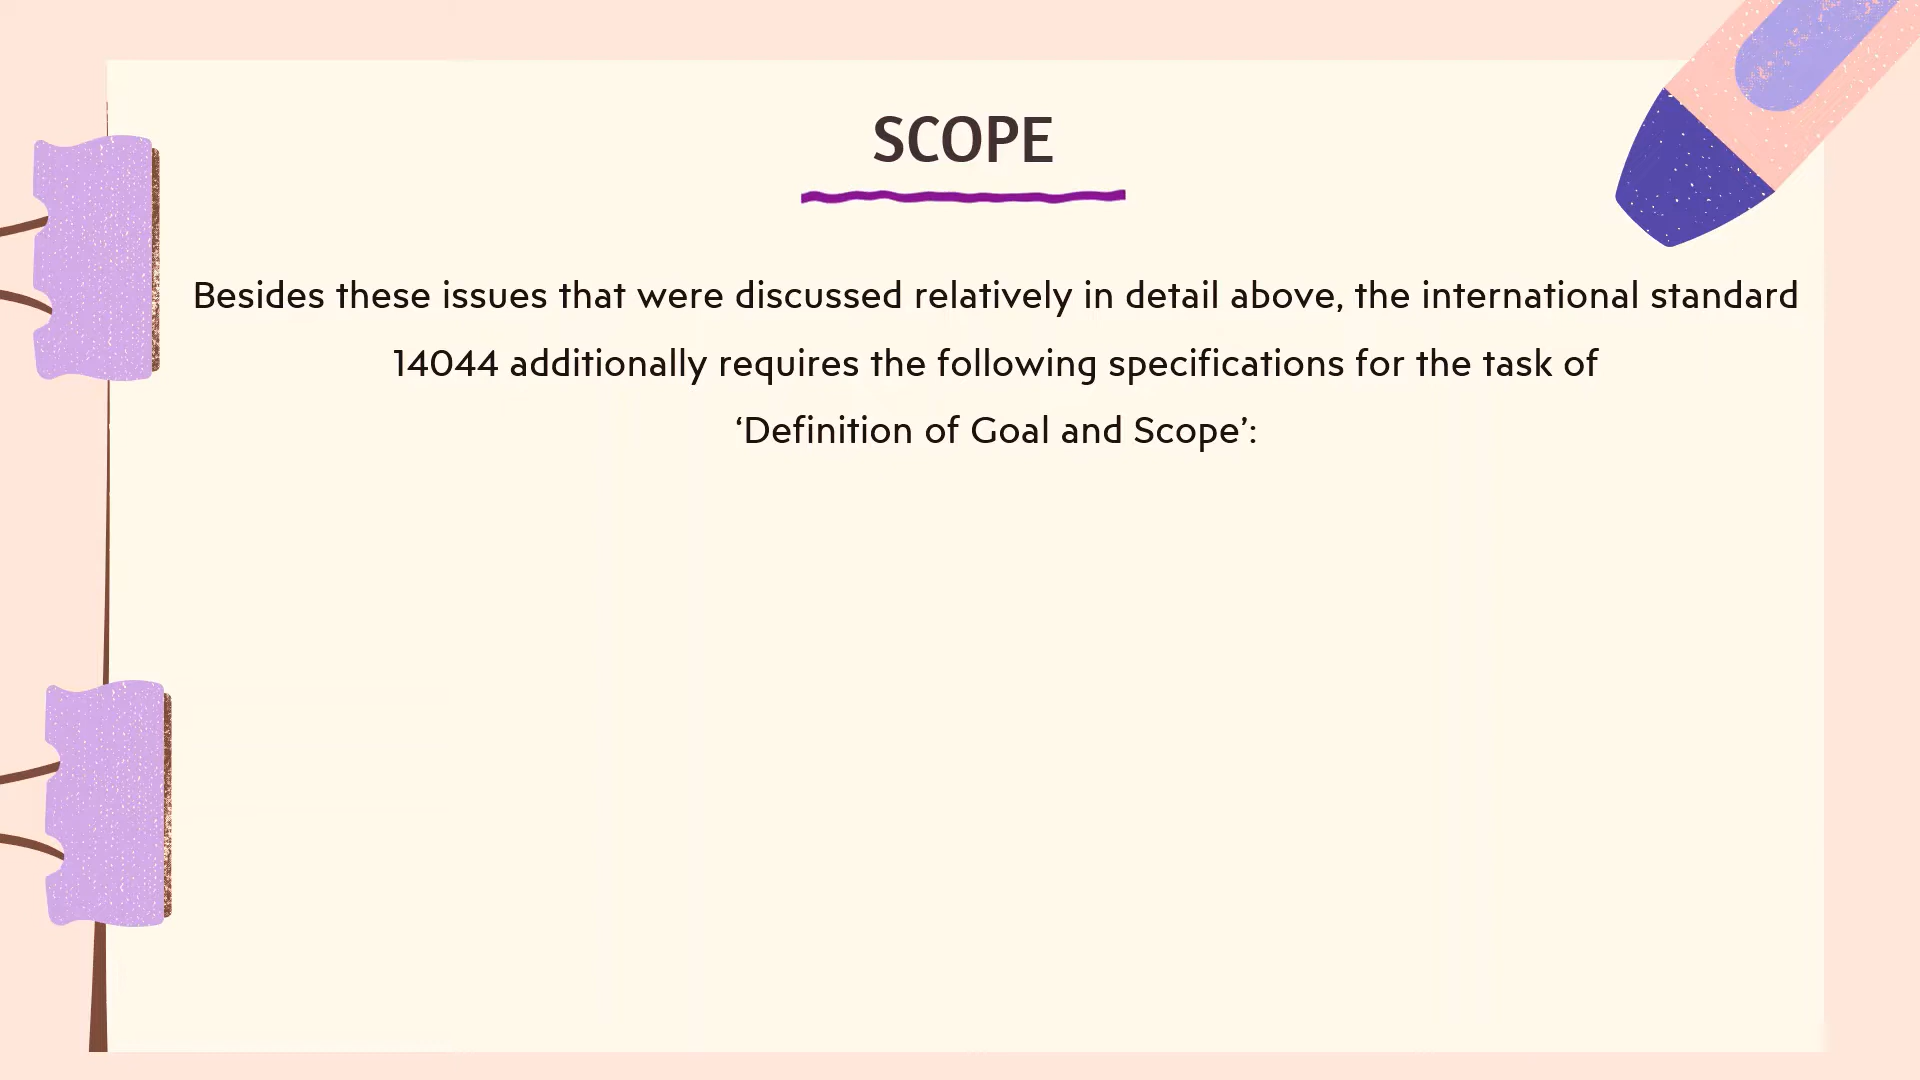 SCOPE
Besides these issues that were discussed relatively in detail above, the international standard
14044 additionally requires the following specifications for the task of
‘Definition of Goal and Scope’: